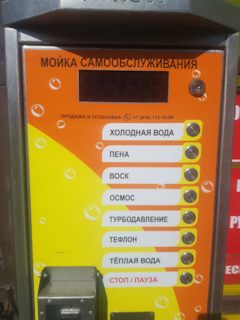 МОЙКА САМООБСЛУЖИВАНИЯ
ПРОДАЖА И УСТАНОВКА
ХОЛОДНАЯ ВОДА
ПЕНА
ВОСК
ОСМОС
ТУРБОДАВЛЕНИЕ
ТЕФЛОН
ТЁПЛАЯ ВОДА
СТОП / ПАУЗА